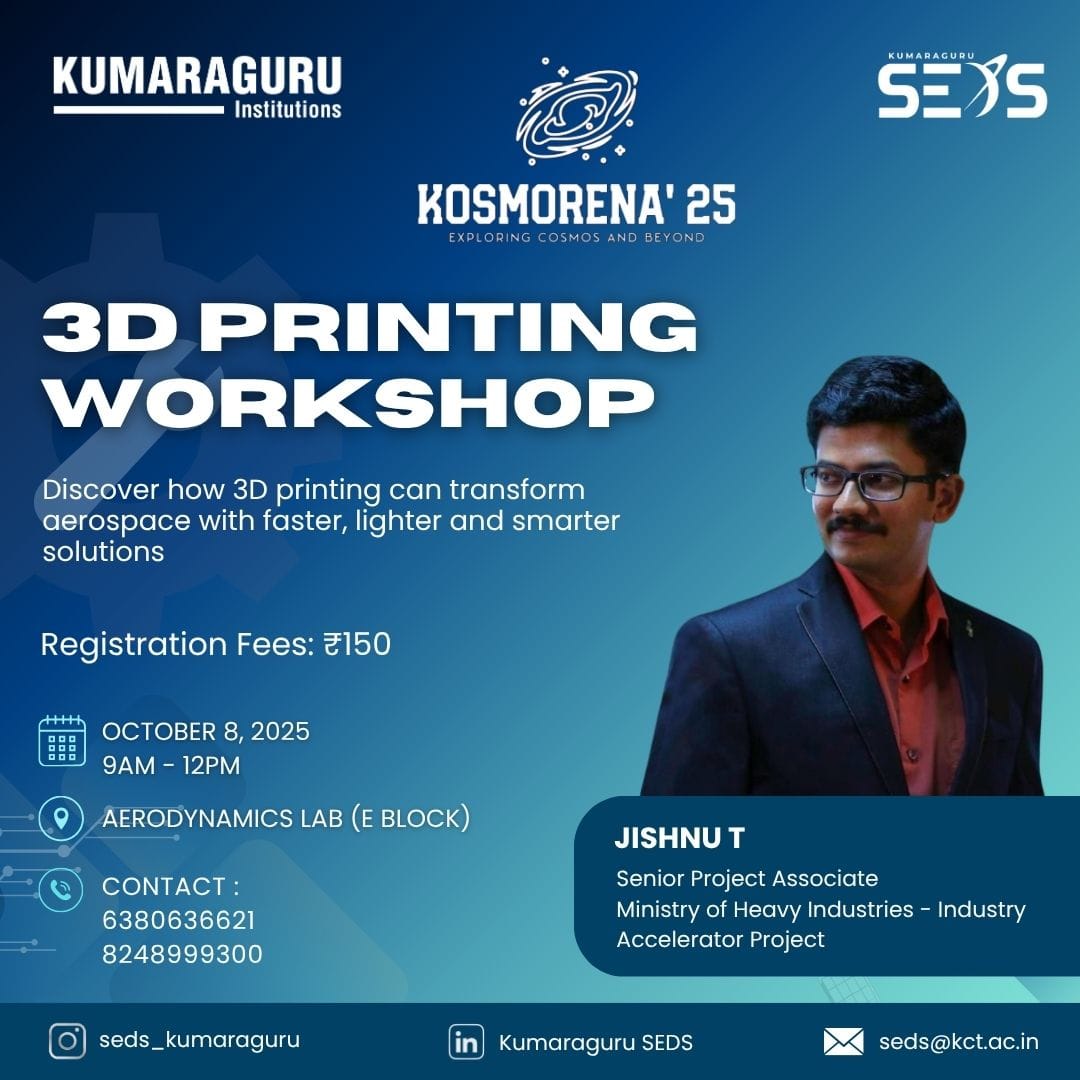 KUMARAGURU
Institutions
KUMARAGURU
SEDS
KOSMORENA' 25
EXPLORING COSMOS AND BEYOND
3D PRINTING
WORKSHOP
Discover how 3D printing can transform
aerospace with faster, lighter and smarter
solutions
Registration Fees: ₹150
OCTOBER 8, 2025
9AM - 12PM
AERODYNAMICS LAB (E BLOCK)
CONTACT :
6380636621
8248999300
JISHNU T
Senior Project Associate
Ministry of Heavy Industries - Industry
Accelerator Project
seds_kumaraguru
in
Kumaraguru SEDS
seds@kct.ac.in